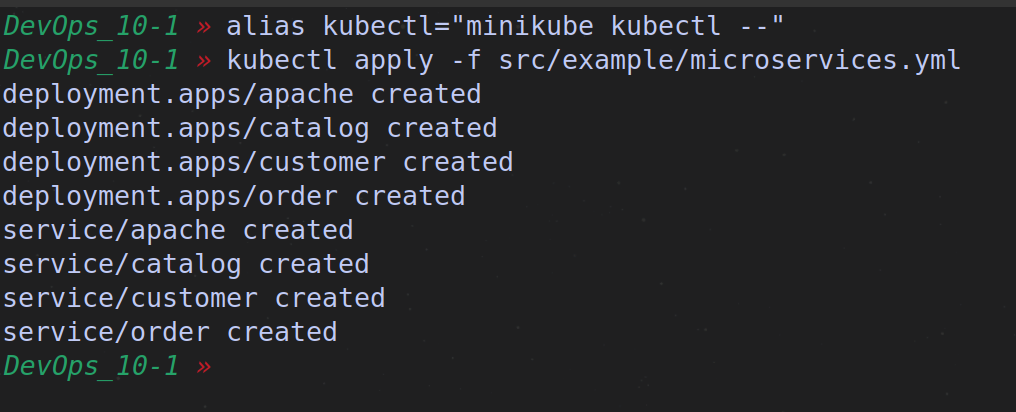 DevOps_10-1 » alias kubectl="minikube kubectl --"
DevOps_10-1 » kubectl apply -f src/example/microservices.yml
deployment.apps/apache created
deployment.apps/catalog created
deployment.apps/customer created
deployment.apps/order created
service/apache created
service/catalog created
service/customer created
service/order created
DevOps_10-1 »